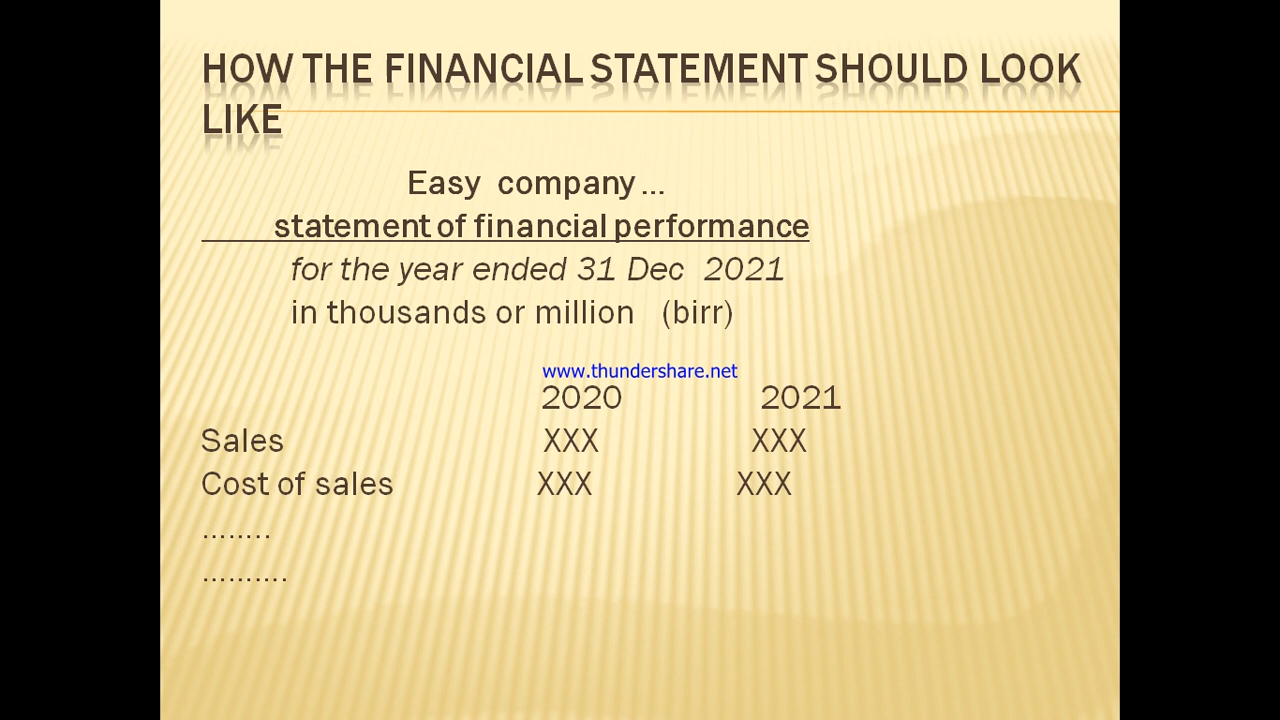 HOW THE FINANCIAL STATEMENT SHOULD LOOK
LIKE
Easy company ...
statement of financial performance
for the year ended 31 Dec 2021
in thousands or million (birr)
www.thundershare.net
2020 2021
Sales XXX XXX
Cost of sales XXX XXX
........
..........